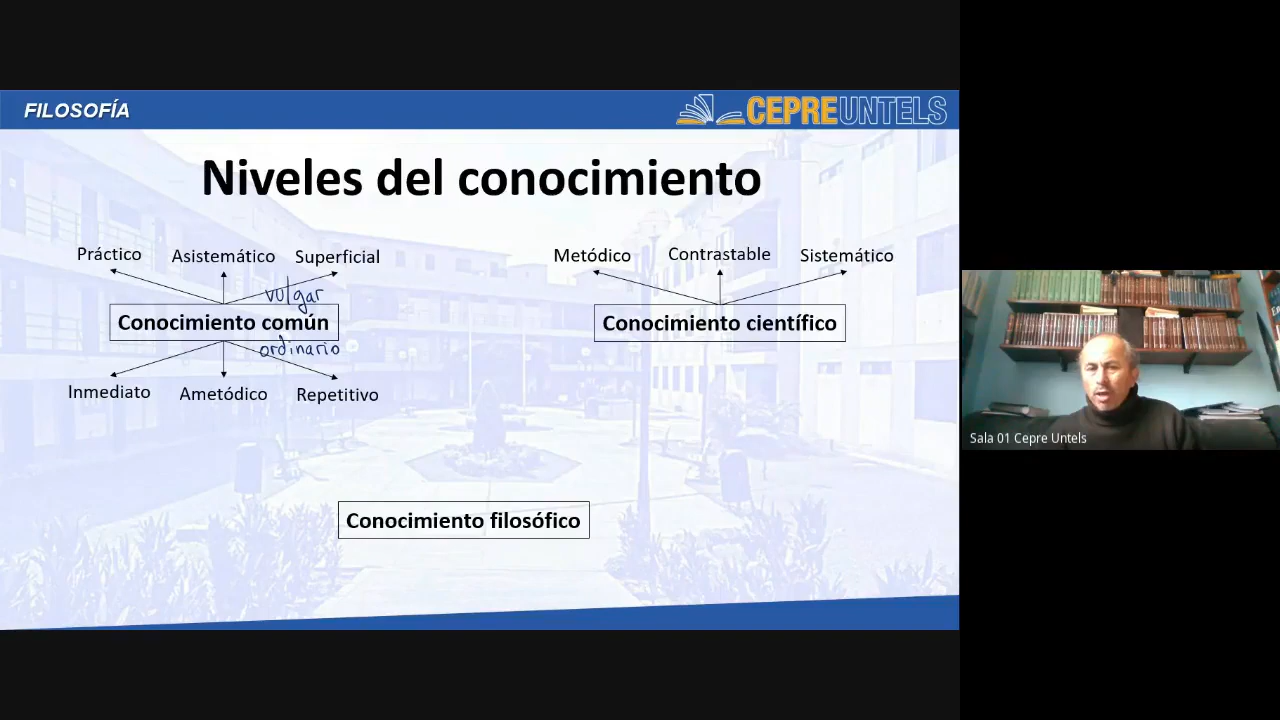 FILOSOFÍA
CEPREUNTELS
Niveles del conocimiento
Práctico Asistemático Superficial
Metódico Contrastable Sistemático
vulgar
Conocimiento común
Conocimiento científico
ordinario
Inmediato Ametódico Repetitivo
Conocimiento filosófico
Sala 01 Cepre Untels